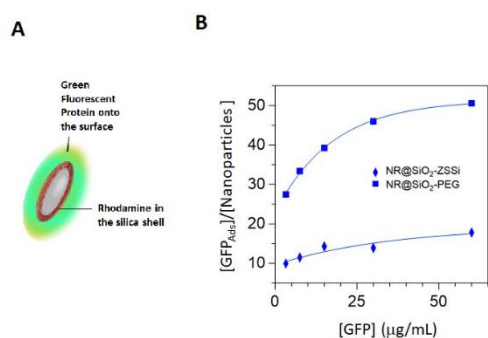 A
Green
Fluorescent
Protein onto
the surface
Rhodamine in
the silica shell
B
[GFPAds]/[Nanoparticles]
50
40
30
20
10
NR@SiO2-ZSSi
NR@SiO2-PEG
0
25
50
[GFP] (μg/mL)